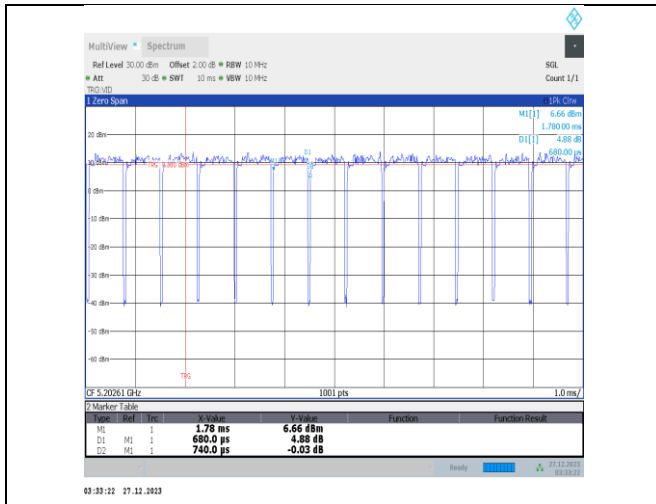 MultiView Spectrum
Ref Level 30.00 dBm Offset 2.00 dB RBW 10 MHz SGL
Att 30 dB SWT 10 ms VBW 10 MHz Count 1/1
TRG:VID
1 Zero Span 1Pk Clrw
M1[1] 6.66 dBm
1.780 00 ms
D1[1] 4.88 dB
680.00 µs
20 dBm
D1
TRG 9.800 dBm
0 dBm
-10 dBm
-20 dBm
-30 dBm
-40 dBm
-50 dBm
-60 dBm
TRG
CF 5.20261 GHz 1001 pts 1.0 ms/
2 Marker Table
Type Ref Trc X-Value Y-Value Function Function Result
M1 1 1.78 ms 6.66 dBm
D1 M1 1 680.0 µs 4.88 dB
D2 M1 1 740.0 µs -0.03 dB
Ready 27.12.2023
03:33:22
03:33:22 27.12.2023